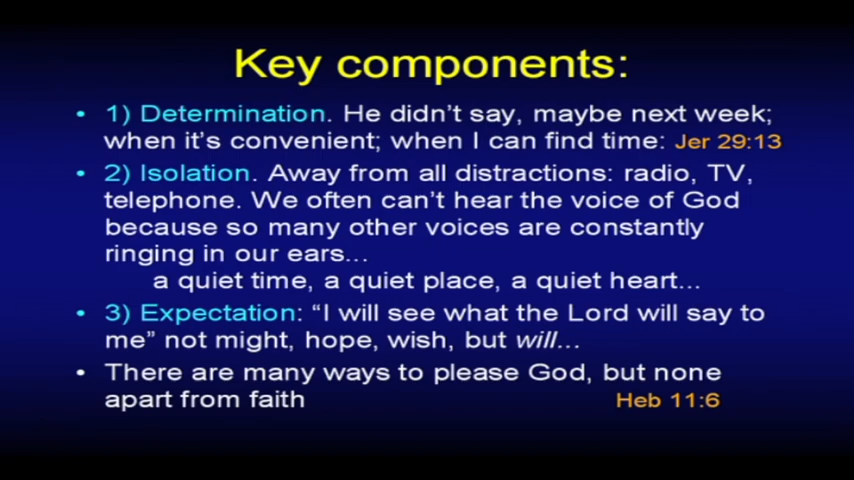 Key components:
• 1) Determination. He didn't say, maybe next week;
when it's convenient; when I can find time: Jer 29:13
• 2) Isolation. Away from all distractions: radio, TV,
telephone. We often can't hear the voice of God
because so many other voices are constantly
ringing in our ears...
a quiet time, a quiet place, a quiet heart...
• 3) Expectation: “I will see what the Lord will say to
me” not might, hope, wish, but will...
• There are many ways to please God, but none
apart from faith Heb 11:6